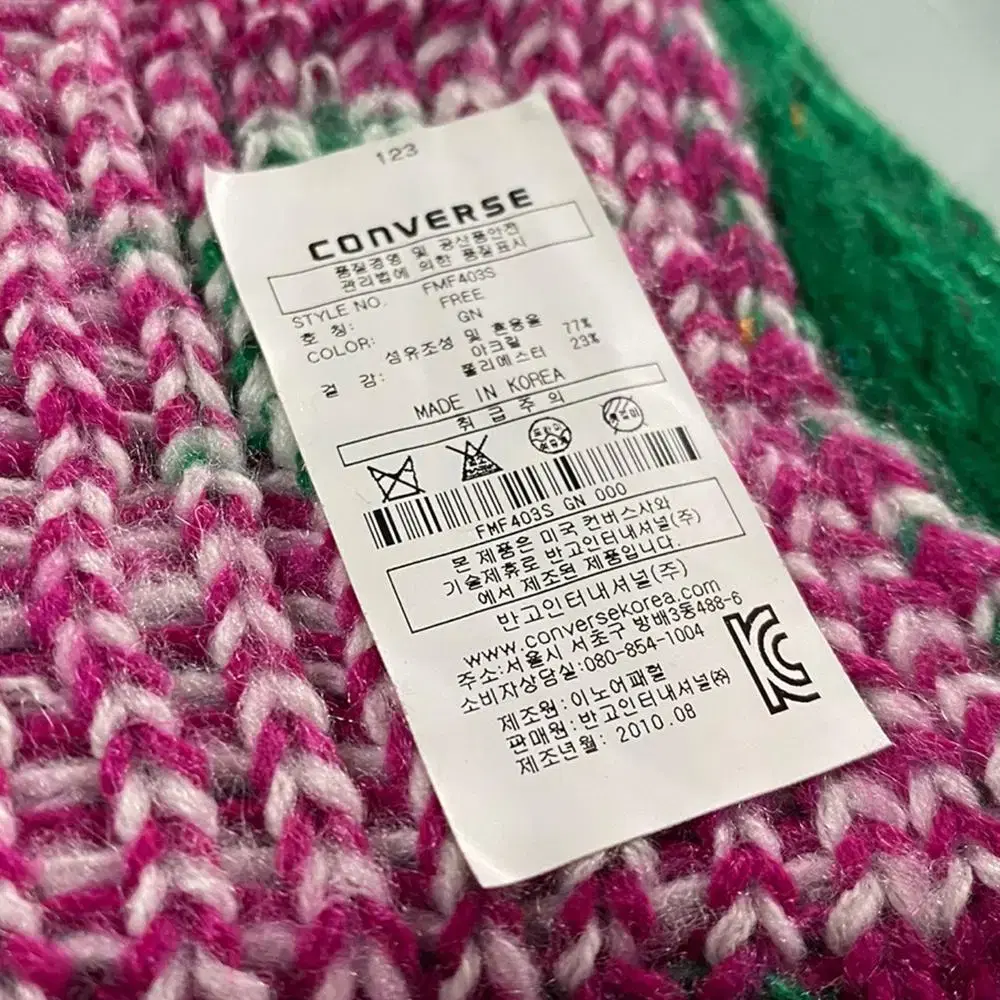 123
CONVERSE
품질경영 및 공산품안전
관리법에 의한 품질표시
STYLE NO. FMF403S
호 칭: FREE
COLOR: GN
섬유조성 및 혼용율
겉 감: 아크릴 77%
폴리에스터 23%
MADE IN KOREA
취 급 주 의
FMF403S GN 000
본 제품은 미국 컨버스사와
기술제휴로 반고인터내셔널(주)
에서 제조된 제품입니다.
반고인터내셔널(주)
www.conversekorea.com
주소:서울시 서초구 방배3동488-6
소비자상담실:080-854-1004
제조원:이노어패럴
판매원:반고인터내셔널㈜
제조년월: 2010.08